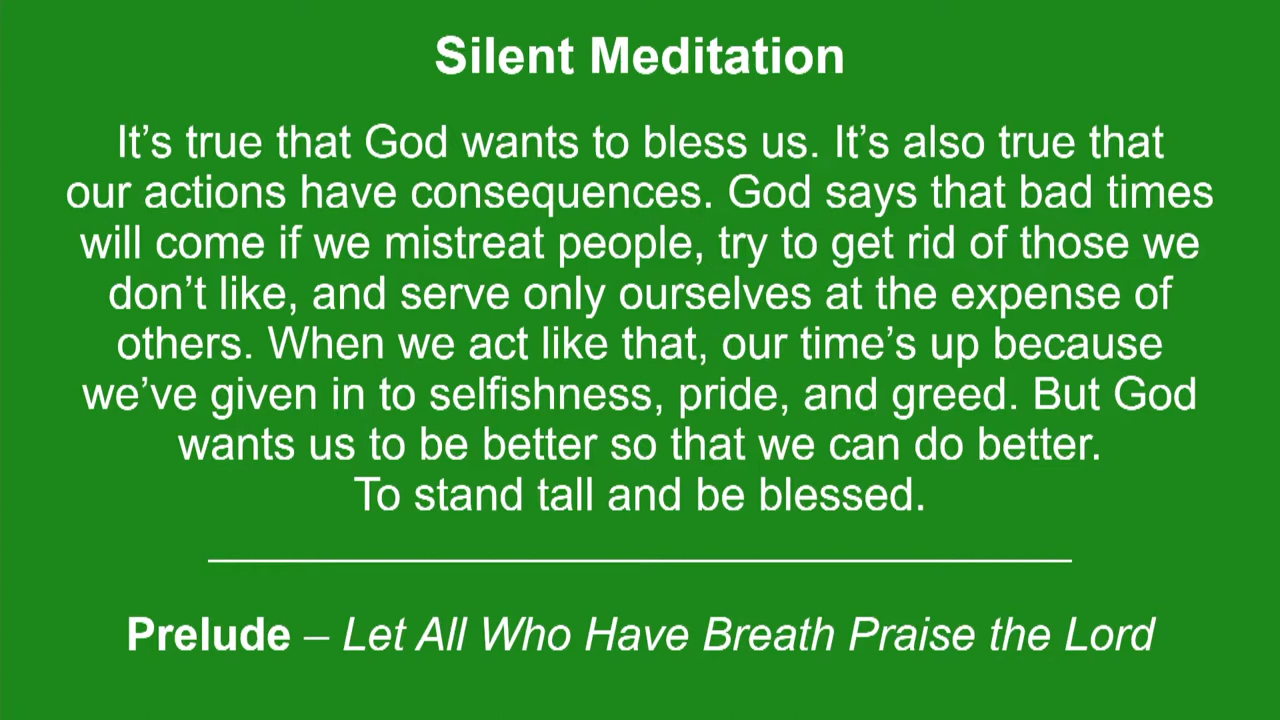 Silent Meditation
It’s true that God wants to bless us. It’s also true that
our actions have consequences. God says that bad times
will come if we mistreat people, try to get rid of those we
don’t like, and serve only ourselves at the expense of
others. When we act like that, our time’s up because
we’ve given in to selfishness, pride, and greed. But God
wants us to be better so that we can do better.
To stand tall and be blessed.
Prelude – Let All Who Have Breath Praise the Lord